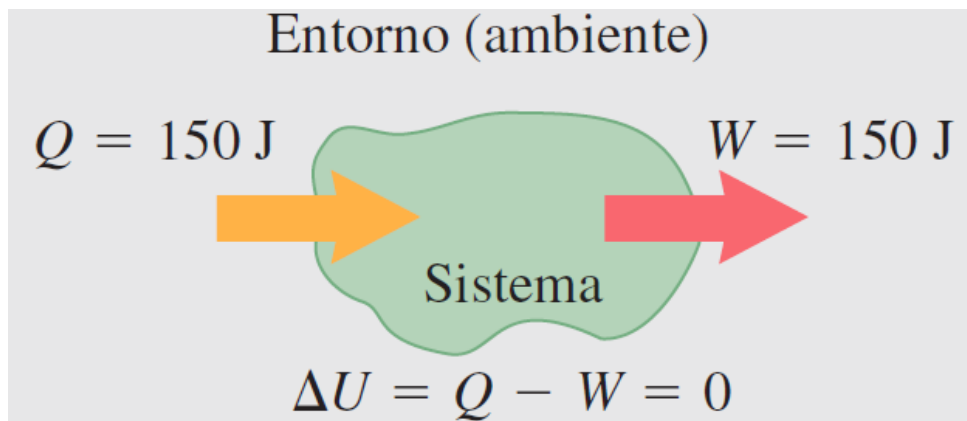 Entorno (ambiente)
Q = 150 J
W = 150 J
Sistema
ΔU = Q − W = 0